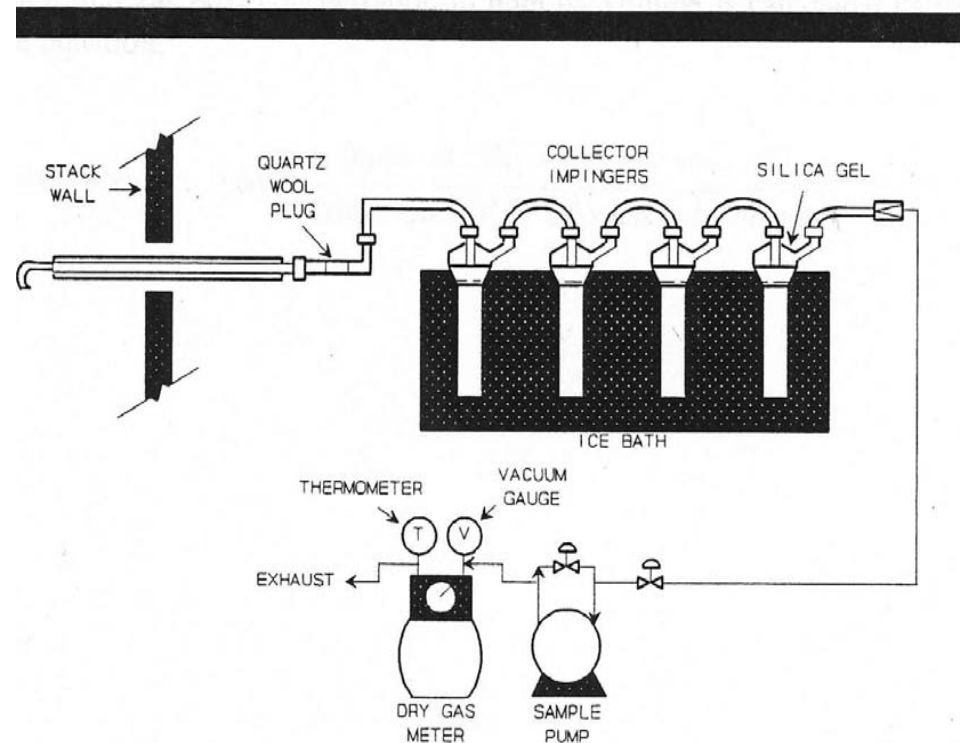 STACK
WALL
QUARTZ
WOOL
PLUG
COLLECTOR
IMPINGERS
SILICA GEL
ICE BATH
THERMOMETER
VACUUM
GAUGE
T
V
EXHAUST
DRY GAS
METER
SAMPLE
PUMP